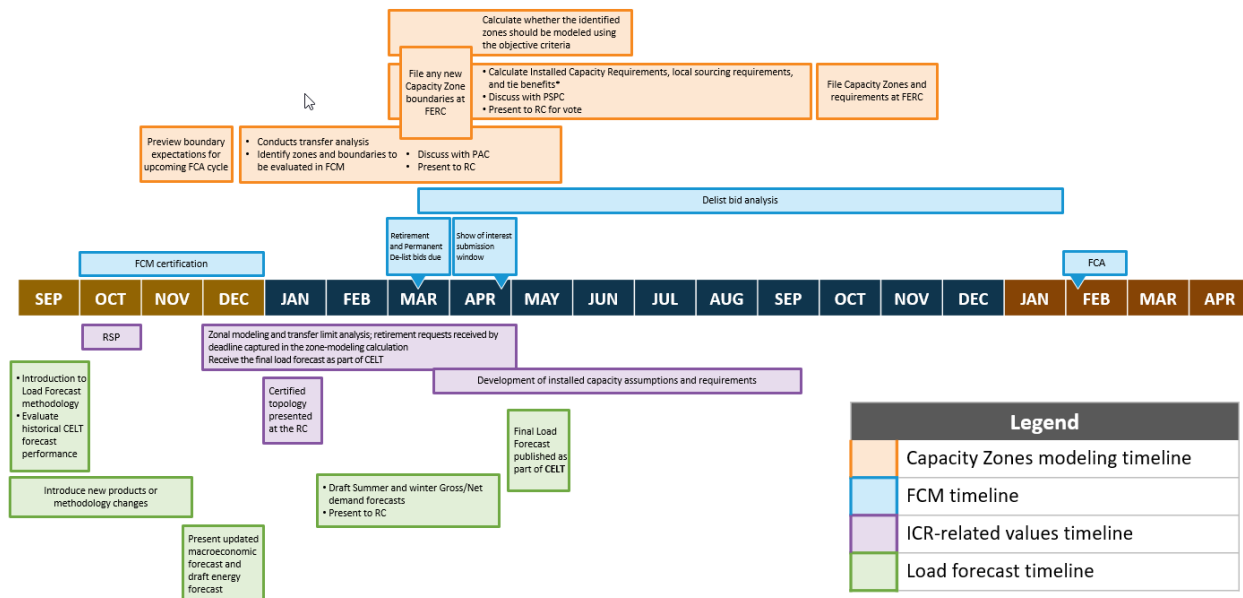 Calculate whether the identified
zones should be modeled using
the objective criteria
File any new
Capacity Zone
boundaries at
FERC
• Calculate Installed Capacity Requirements, local sourcing requirements,
and tie benefits*
• Discuss with PSPC
• Present to RC for vote
File Capacity Zones and
requirements at FERC
Preview boundary
expectations for
upcoming FCA cycle
• Conducts transfer analysis
• Identify zones and boundaries to
be evaluated in FCM
• Discuss with PAC
• Present to RC
Delist bid analysis
Retirement
and Permanent
De-list bids due
Show of interest
submission
window
FCM certification
FCA
SEP OCT NOV DEC JAN FEB MAR APR MAY JUN JUL AUG SEP OCT NOV DEC JAN FEB MAR APR
RSP
Zonal modeling and transfer limit analysis; retirement requests received by
deadline captured in the zone-modeling calculation
Receive the final load forecast as part of CELT
• Introduction to
Load Forecast
methodology
• Evaluate
historical CELT
forecast
performance
Certified
topology
presented
at the RC
Development of installed capacity assumptions and requirements
Final Load
Forecast
published as
part of CELT
Introduce new products or
methodology changes
• Draft Summer and winter Gross/Net
demand forecasts
• Present to RC
Present updated
macroeconomic
forecast and
draft energy
forecast
Legend
Capacity Zones modeling timeline
FCM timeline
ICR-related values timeline
Load forecast timeline